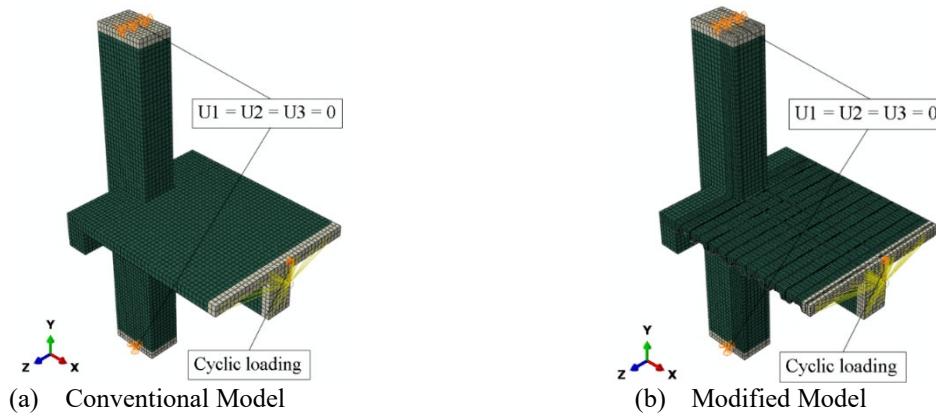 U1 = U2 = U3 = 0
Cyclic loading
Y
Z
X
(a) Conventional Model
U1 = U2 = U3 = 0
Cyclic loading
Y
Z
X
(b) Modified Model